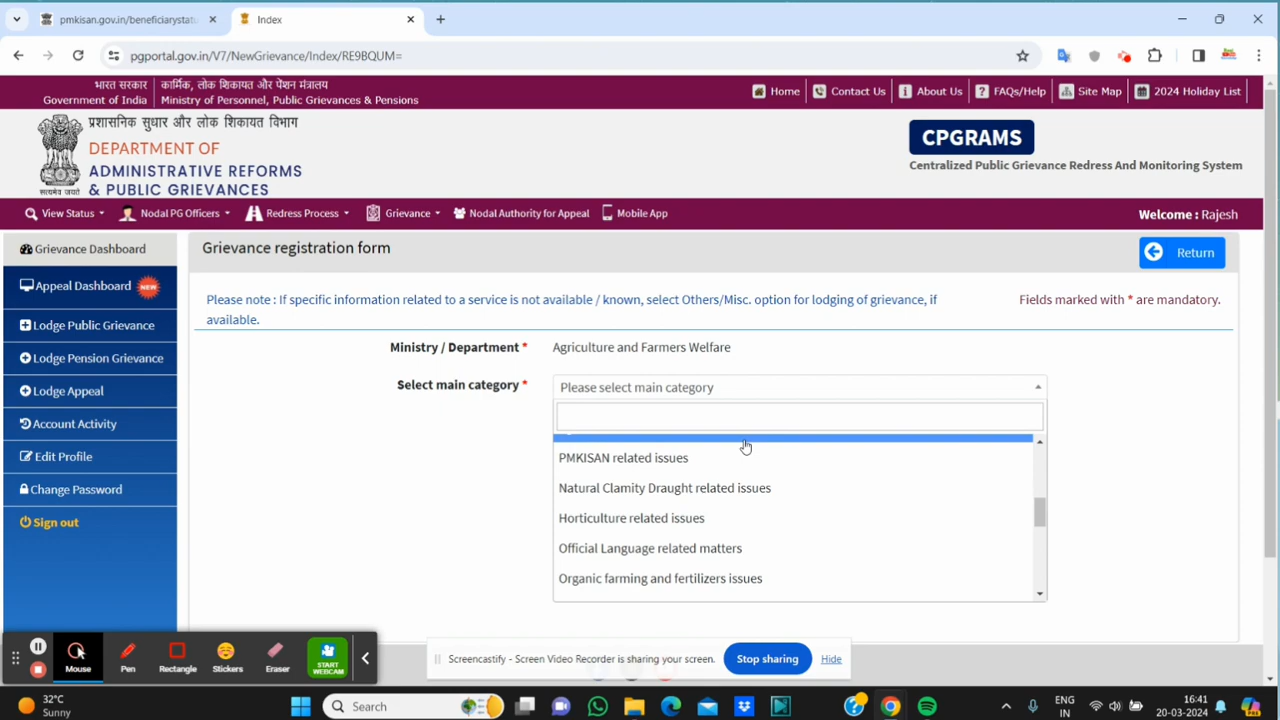 pmkisan.gov.in/beneficiarystatu
Index
pgportal.gov.in/V7/NewGrievance/Index/RE9BQUM=
भारत सरकार
Government of India
कार्मिक, लोक शिकायत और पेंशन मंत्रालय
Ministry of Personnel, Public Grievances & Pensions
Home
Contact Us
About Us
FAQs/Help
Site Map
2024 Holiday List
प्रशासनिक सुधार और लोक शिकायत विभाग
DEPARTMENT OF
ADMINISTRATIVE REFORMS
& PUBLIC GRIEVANCES
सत्यमेव जयते
CPGRAMS
Centralized Public Grievance Redress And Monitoring System
View Status
Nodal PG Officers
Redress Process
Grievance
Nodal Authority for Appeal
Mobile App
Welcome : Rajesh
Grievance Dashboard
Appeal Dashboard NEW
Lodge Public Grievance
Lodge Pension Grievance
Lodge Appeal
Account Activity
Edit Profile
Change Password
Sign out
Grievance registration form
Return
Please note : If specific information related to a service is not available / known, select Others/Misc. option for lodging of grievance, if
available.
Fields marked with * are mandatory.
Ministry / Department * Agriculture and Farmers Welfare
Select main category * Please select main category
PMKISAN related issues
Natural Clamity Draught related issues
Horticulture related issues
Official Language related matters
Organic farming and fertilizers issues
Mouse
Pen
Rectangle
Stickers
Eraser
START
WEBCAM
Screencastify - Screen Video Recorder is sharing your screen.
Stop sharing
Hide
32°C
Sunny
Search
ENG
IN
16:41
20-03-2024